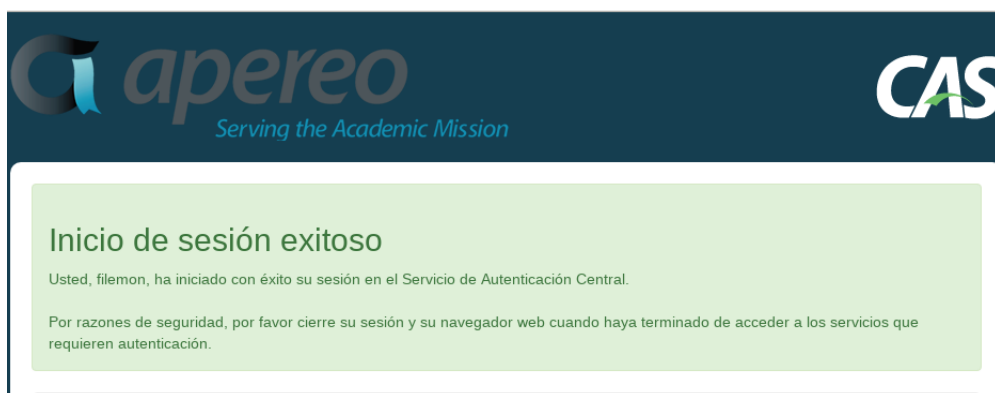 apereo
CAS
Serving the Academic Mission
Inicio de sesión exitoso
Usted, filemon, ha iniciado con éxito su sesión en el Servicio de Autenticación Central.
Por razones de seguridad, por favor cierre su sesión y su navegador web cuando haya terminado de acceder a los servicios que
requieren autenticación.